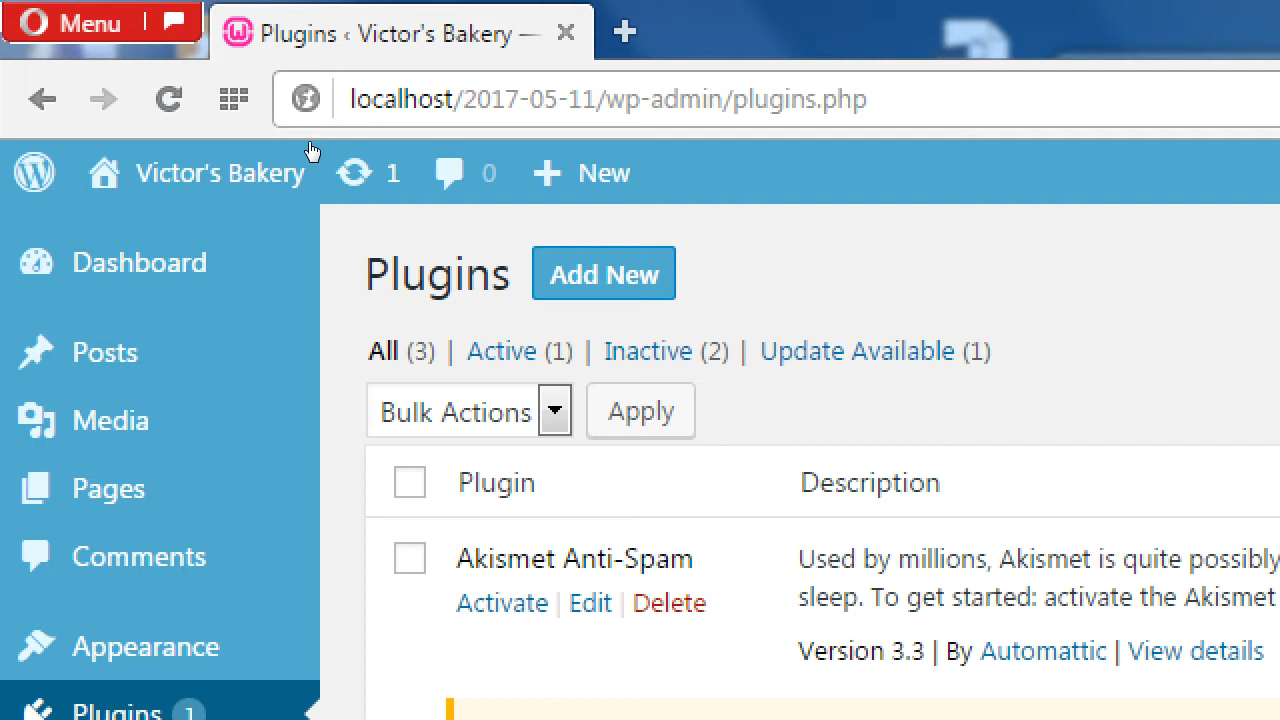 Menu
Plugins ‹ Victor's Bakery —
localhost/2017-05-11/wp-admin/plugins.php
Victor's Bakery 1 0 New
Dashboard
Posts
Media
Pages
Comments
Appearance
Plugins 1
Plugins Add New
All (3) | Active (1) | Inactive (2) | Update Available (1)
Bulk Actions Apply
Plugin Description
Akismet Anti-Spam
Activate | Edit | Delete
Used by millions, Akismet is quite possibly
sleep. To get started: activate the Akismet
Version 3.3 | By Automattic | View details